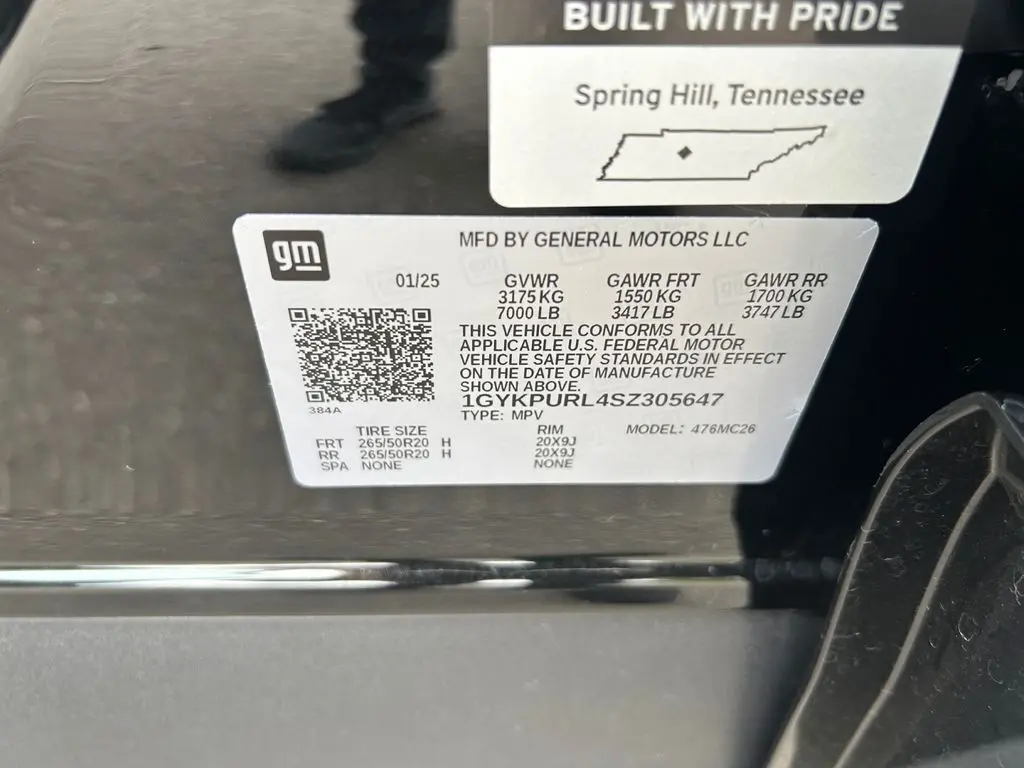 BUILT WITH PRIDE
Spring Hill, Tennessee
gm
MFD BY GENERAL MOTORS LLC
01/25 GVWR GAWR FRT GAWR RR
3175 KG 1550 KG 1700 KG
7000 LB 3417 LB 3747 LB
THIS VEHICLE CONFORMS TO ALL
APPLICABLE U.S. FEDERAL MOTOR
VEHICLE SAFETY STANDARDS IN EFFECT
ON THE DATE OF MANUFACTURE
SHOWN ABOVE.
1GYKPURL4SZ305647
384A
TYPE: MPV
TIRE SIZE RIM MODEL: 476MC26
FRT 265/50R20 H 20X9J
RR 265/50R20 H 20X9J
SPA NONE NONE